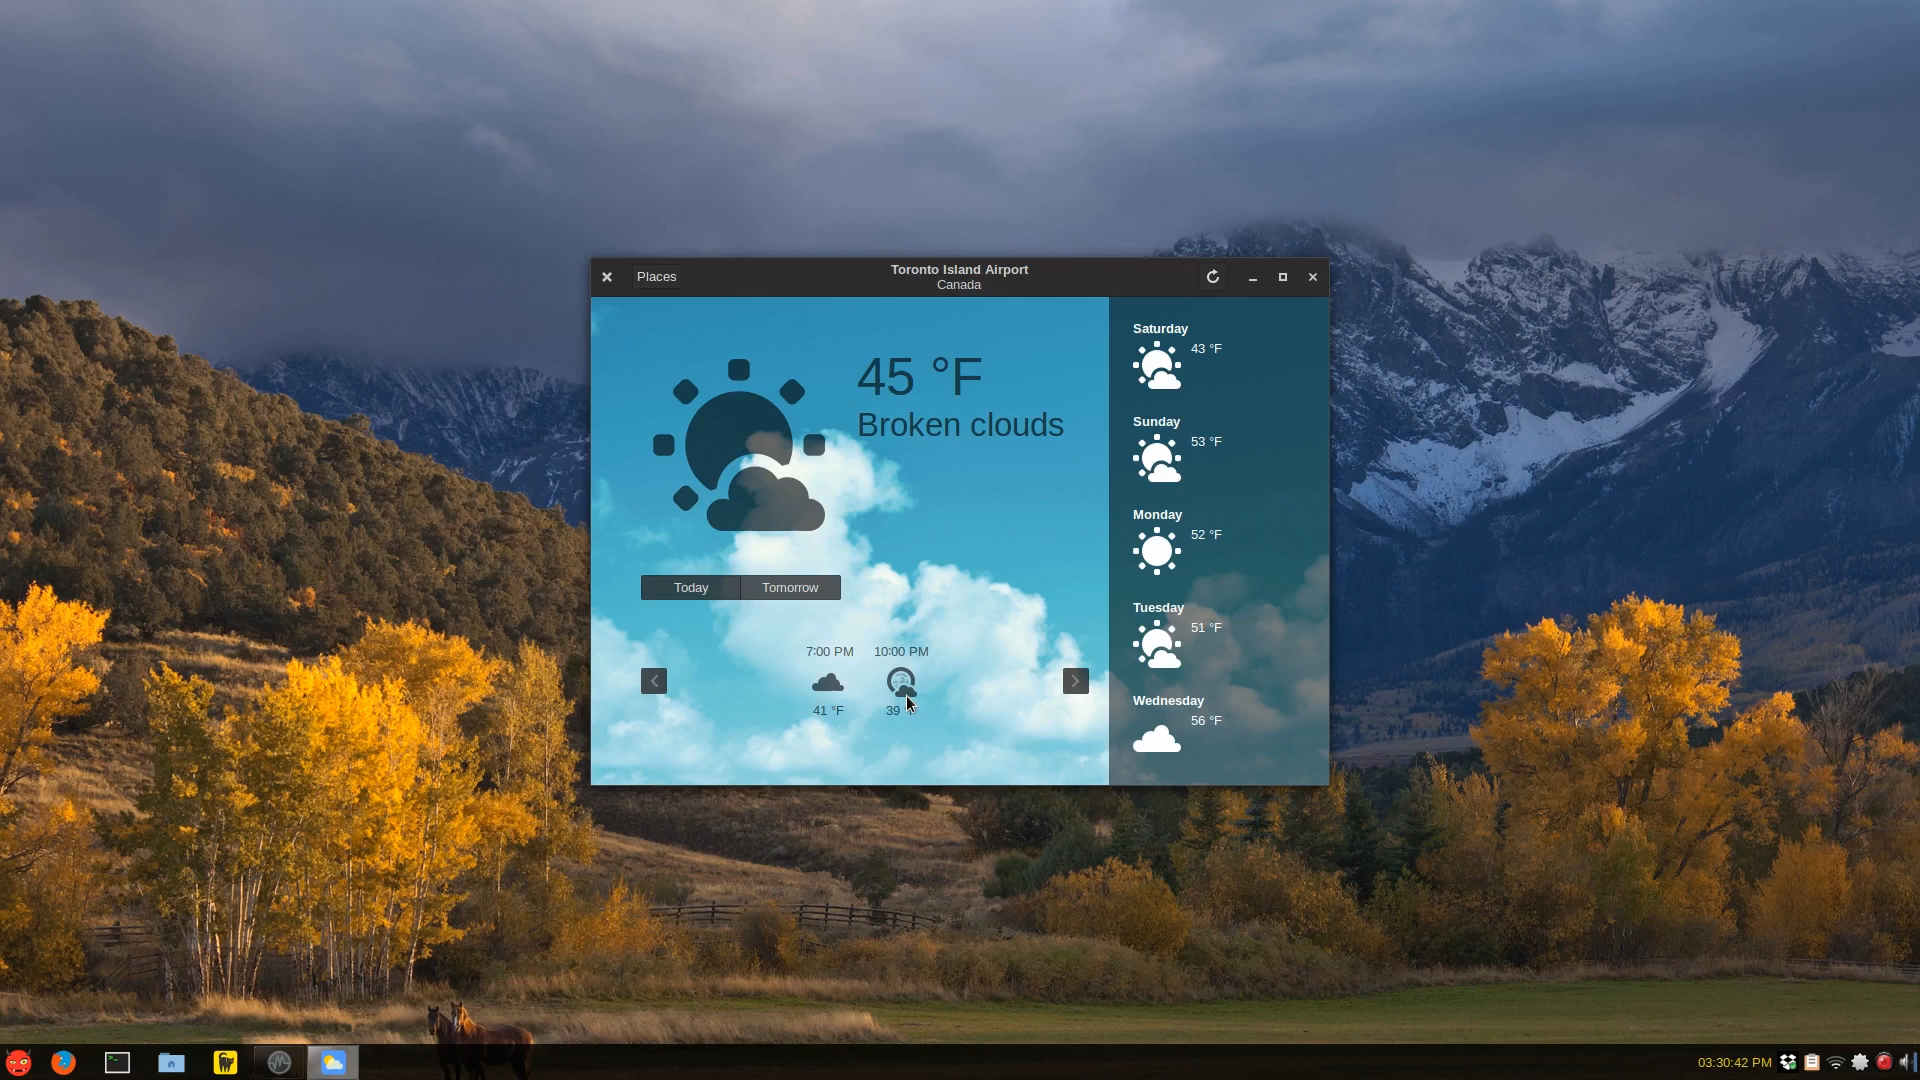 Places
Toronto Island Airport
Canada
45 °F
Broken clouds
Today
Tomorrow
7:00 PM
10:00 PM
41 °F
39
Saturday
43 °F
Sunday
53 °F
Monday
52 °F
Tuesday
51 °F
Wednesday
56 °F
03:30:42 PM